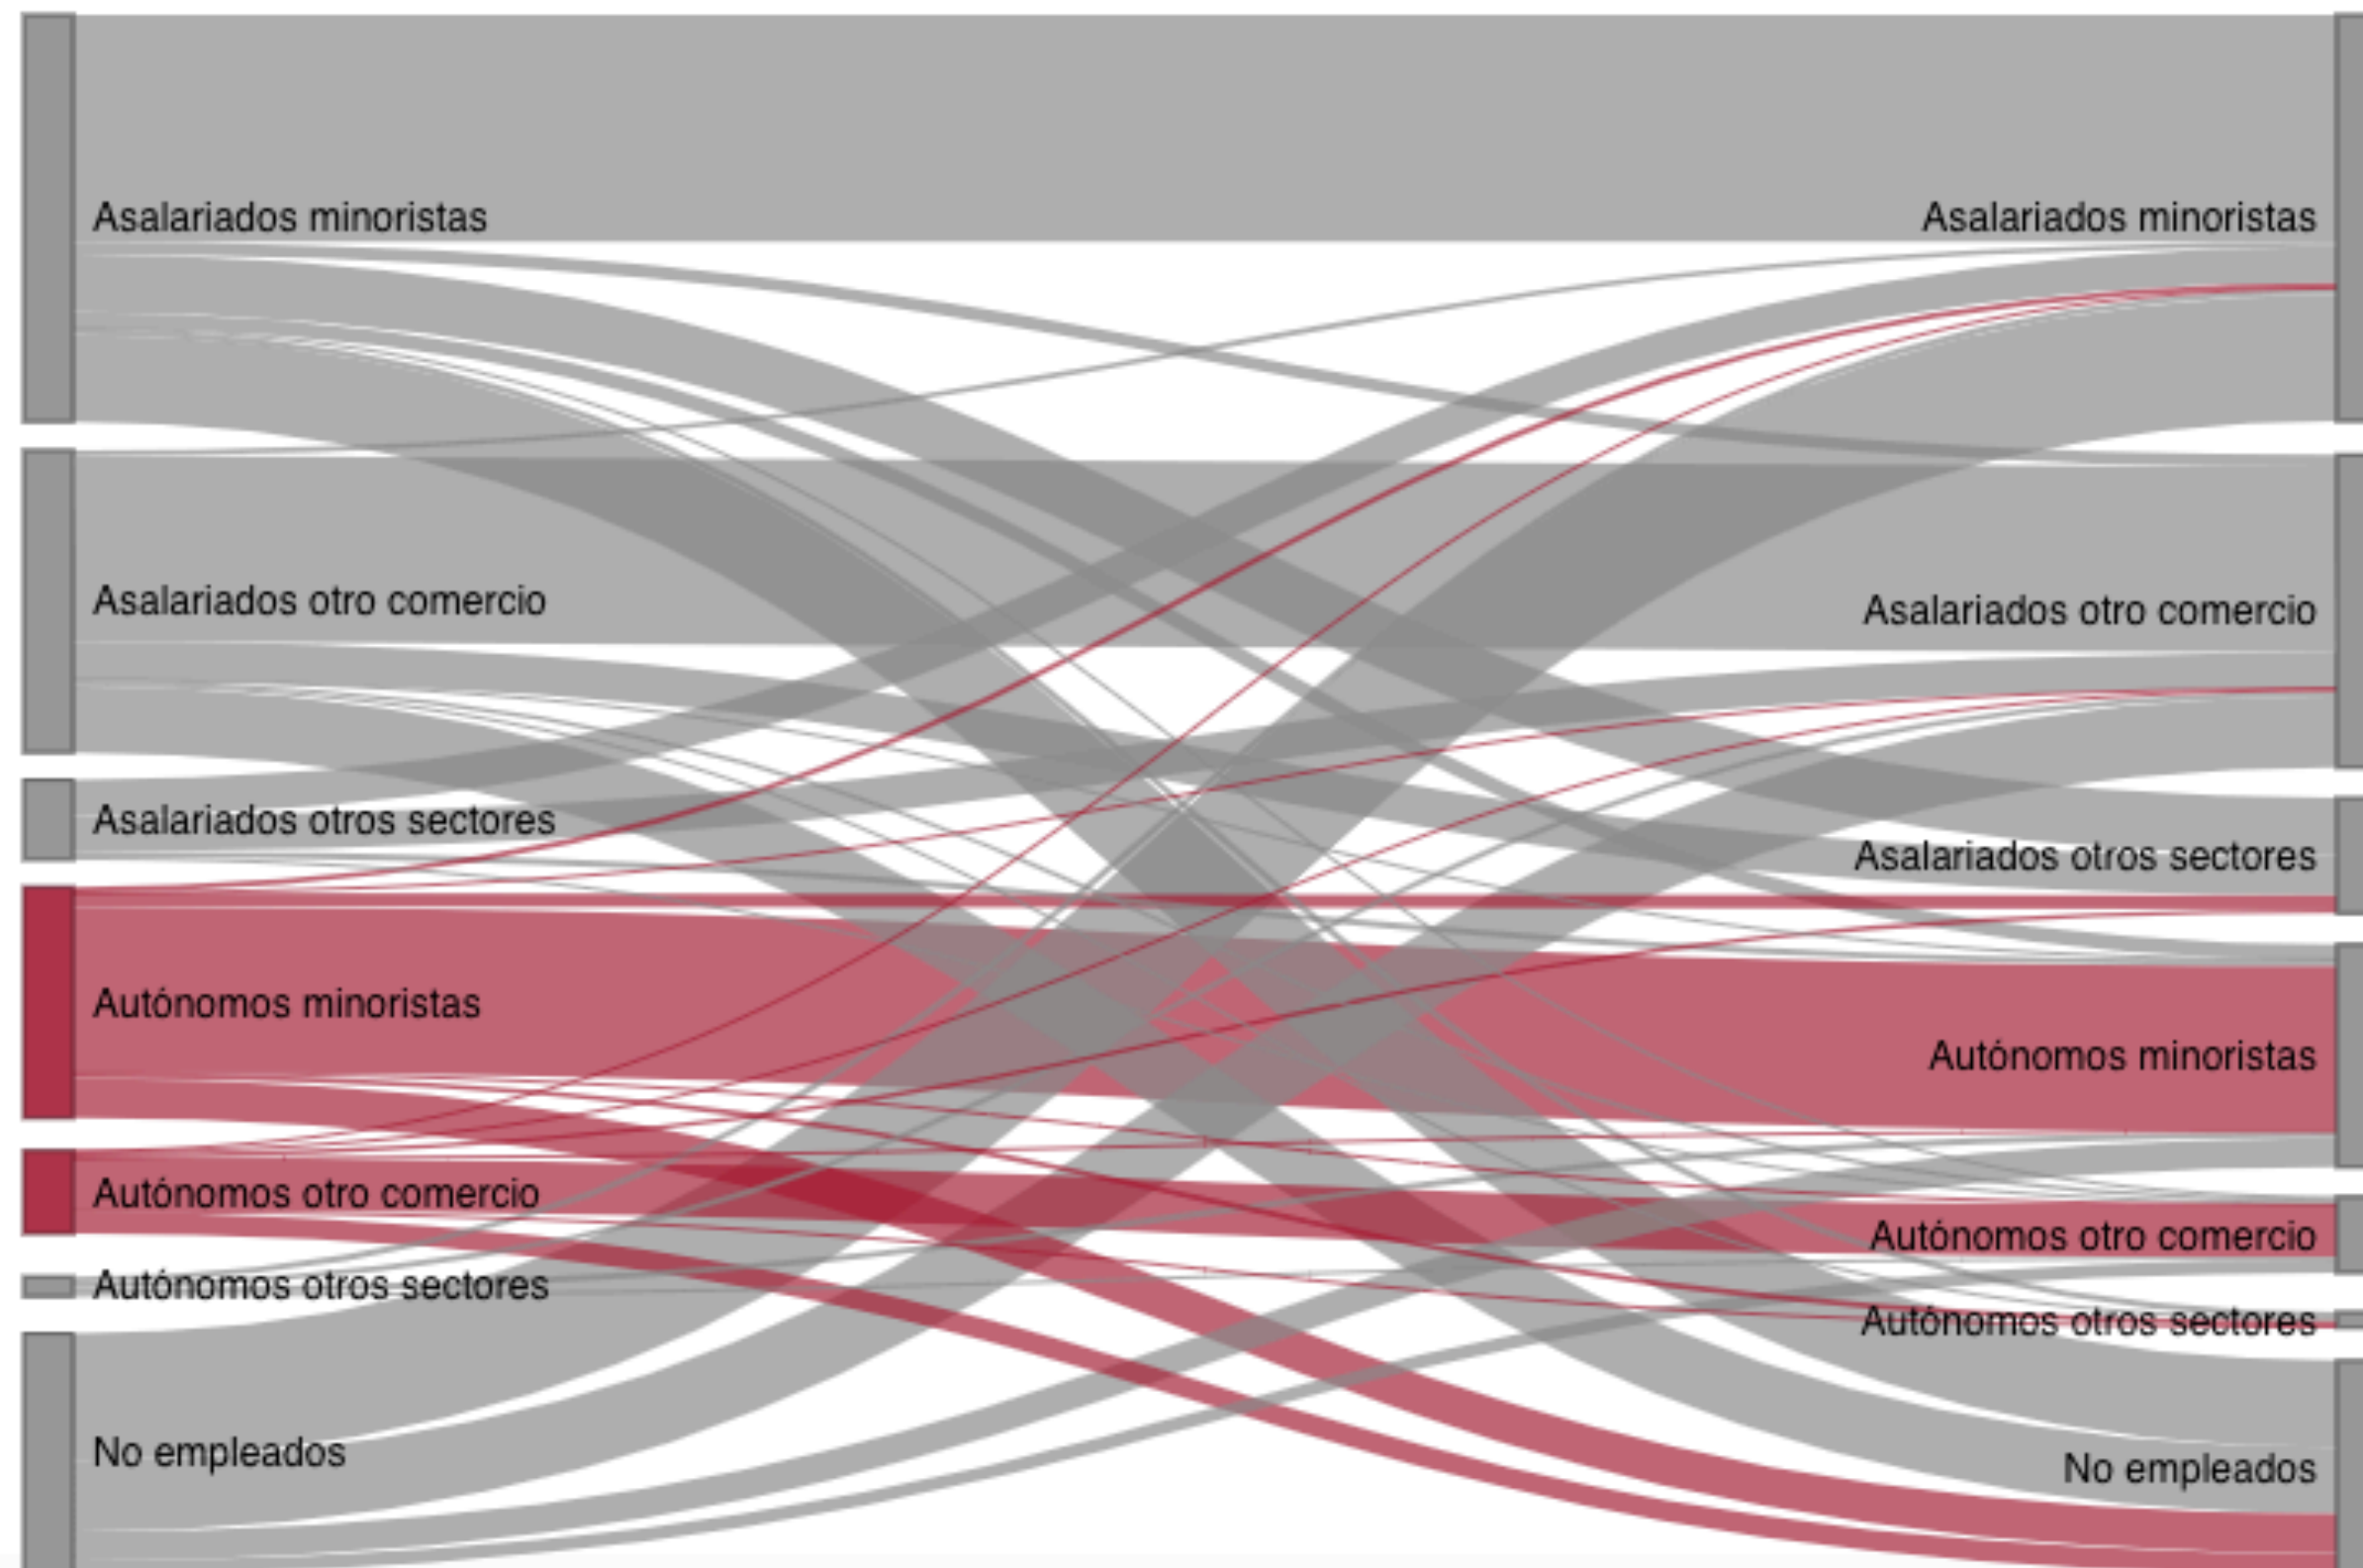 Asalariados minoristas
Asalariados minoristas
Asalariados otro comercio
Asalariados otro comercio
Asalariados otros sectores
Asalariados otros sectores
Autónomos minoristas
Autónomos minoristas
Autónomos otro comercio
Autónomos otro comercio
Autónomos otros sectores
Autónomos otros sectores
No empleados
No empleados